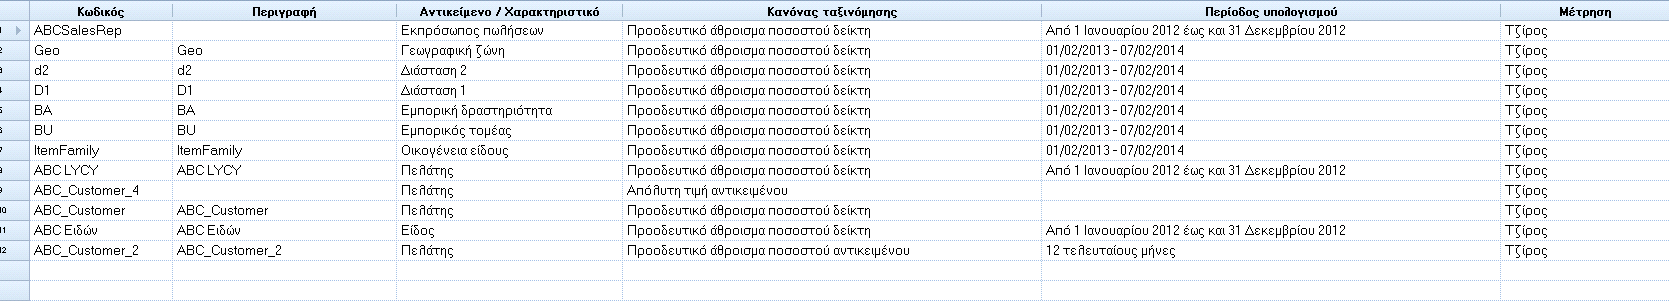 Κωδικός Περιγραφή Αντικείμενο / Χαρακτηριστικό Κανόνας ταξινόμησης Περίοδος υπολογισμού Μέτρηση
1 ABCSalesRep Εκπρόσωπος πωλήσεων Προοδευτικό άθροισμα ποσοστού δείκτη Από 1 Ιανουαρίου 2012 έως και 31 Δεκεμβρίου 2012 Τζίρος
2 Geo Geo Γεωγραφική ζώνη Προοδευτικό άθροισμα ποσοστού δείκτη 01/02/2013 - 07/02/2014 Τζίρος
3 d2 d2 Διάσταση 2 Προοδευτικό άθροισμα ποσοστού δείκτη 01/02/2013 - 07/02/2014 Τζίρος
4 D1 D1 Διάσταση 1 Προοδευτικό άθροισμα ποσοστού δείκτη 01/02/2013 - 07/02/2014 Τζίρος
5 BA BA Εμπορική δραστηριότητα Προοδευτικό άθροισμα ποσοστού δείκτη 01/02/2013 - 07/02/2014 Τζίρος
6 BU BU Εμπορικός τομέας Προοδευτικό άθροισμα ποσοστού δείκτη 01/02/2013 - 07/02/2014 Τζίρος
7 ItemFamily ItemFamily Οικογένεια είδους Προοδευτικό άθροισμα ποσοστού δείκτη 01/02/2013 - 07/02/2014 Τζίρος
8 ABC LYCY ABC LYCY Πελάτης Προοδευτικό άθροισμα ποσοστού δείκτη Από 1 Ιανουαρίου 2012 έως και 31 Δεκεμβρίου 2012 Τζίρος
9 ABC_Customer_4 Πελάτης Απόλυτη τιμή αντικειμένου Τζίρος
10 ABC_Customer ABC_Customer Πελάτης Προοδευτικό άθροισμα ποσοστού δείκτη Τζίρος
11 ABC Ειδών ABC Ειδών Είδος Προοδευτικό άθροισμα ποσοστού δείκτη Από 1 Ιανουαρίου 2012 έως και 31 Δεκεμβρίου 2012 Τζίρος
12 ABC_Customer_2 ABC_Customer_2 Πελάτης Προοδευτικό άθροισμα ποσοστού αντικειμένου 12 τελευταίους μήνες Τζίρος